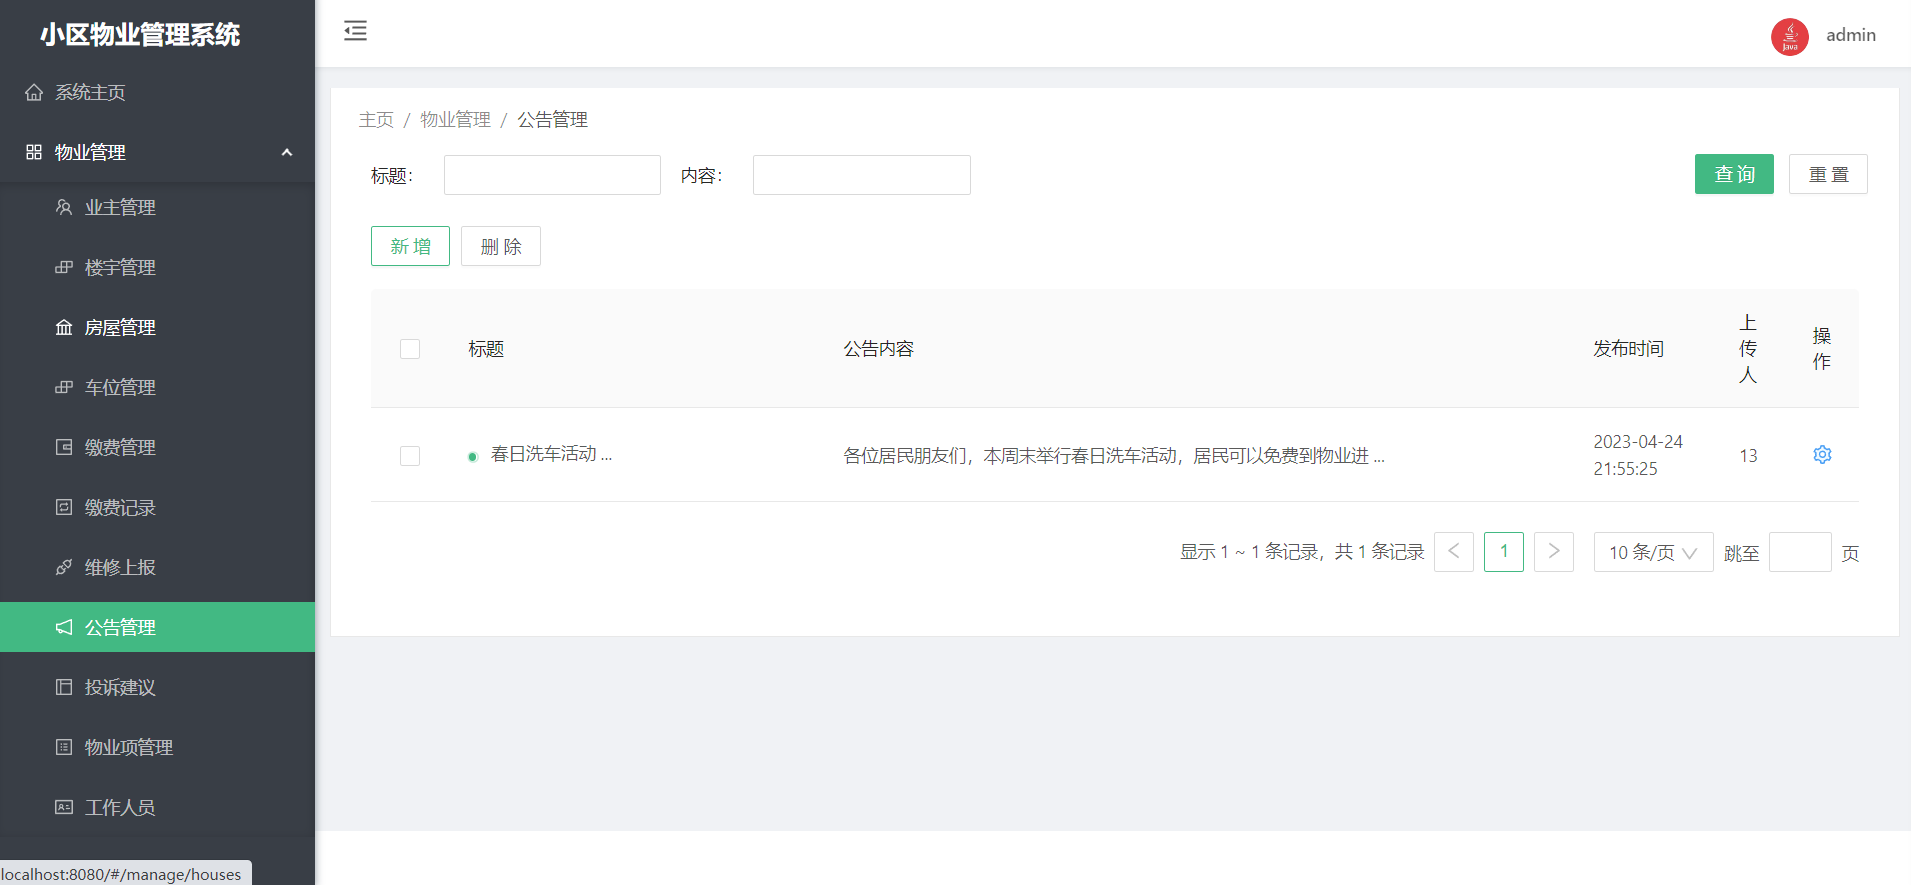 小区物业管理系统
系统主页
物业管理
业主管理
楼宇管理
房屋管理
车位管理
缴费管理
缴费记录
维修上报
公告管理
投诉建议
物业项管理
工作人员
localhost:8080/#/manage/houses
Java
admin
主页 / 物业管理 / 公告管理
标题：
内容：
查 询
重 置
新 增
删 除
标题
公告内容
发布时间
上
传
人
操
作
春日洗车活动 ...
各位居民朋友们，本周末举行春日洗车活动，居民可以免费到物业进 ...
2023-04-24
21:55:25
13
显示 1 ~ 1 条记录，共 1 条记录
<
1
>
10 条/页
跳至
页